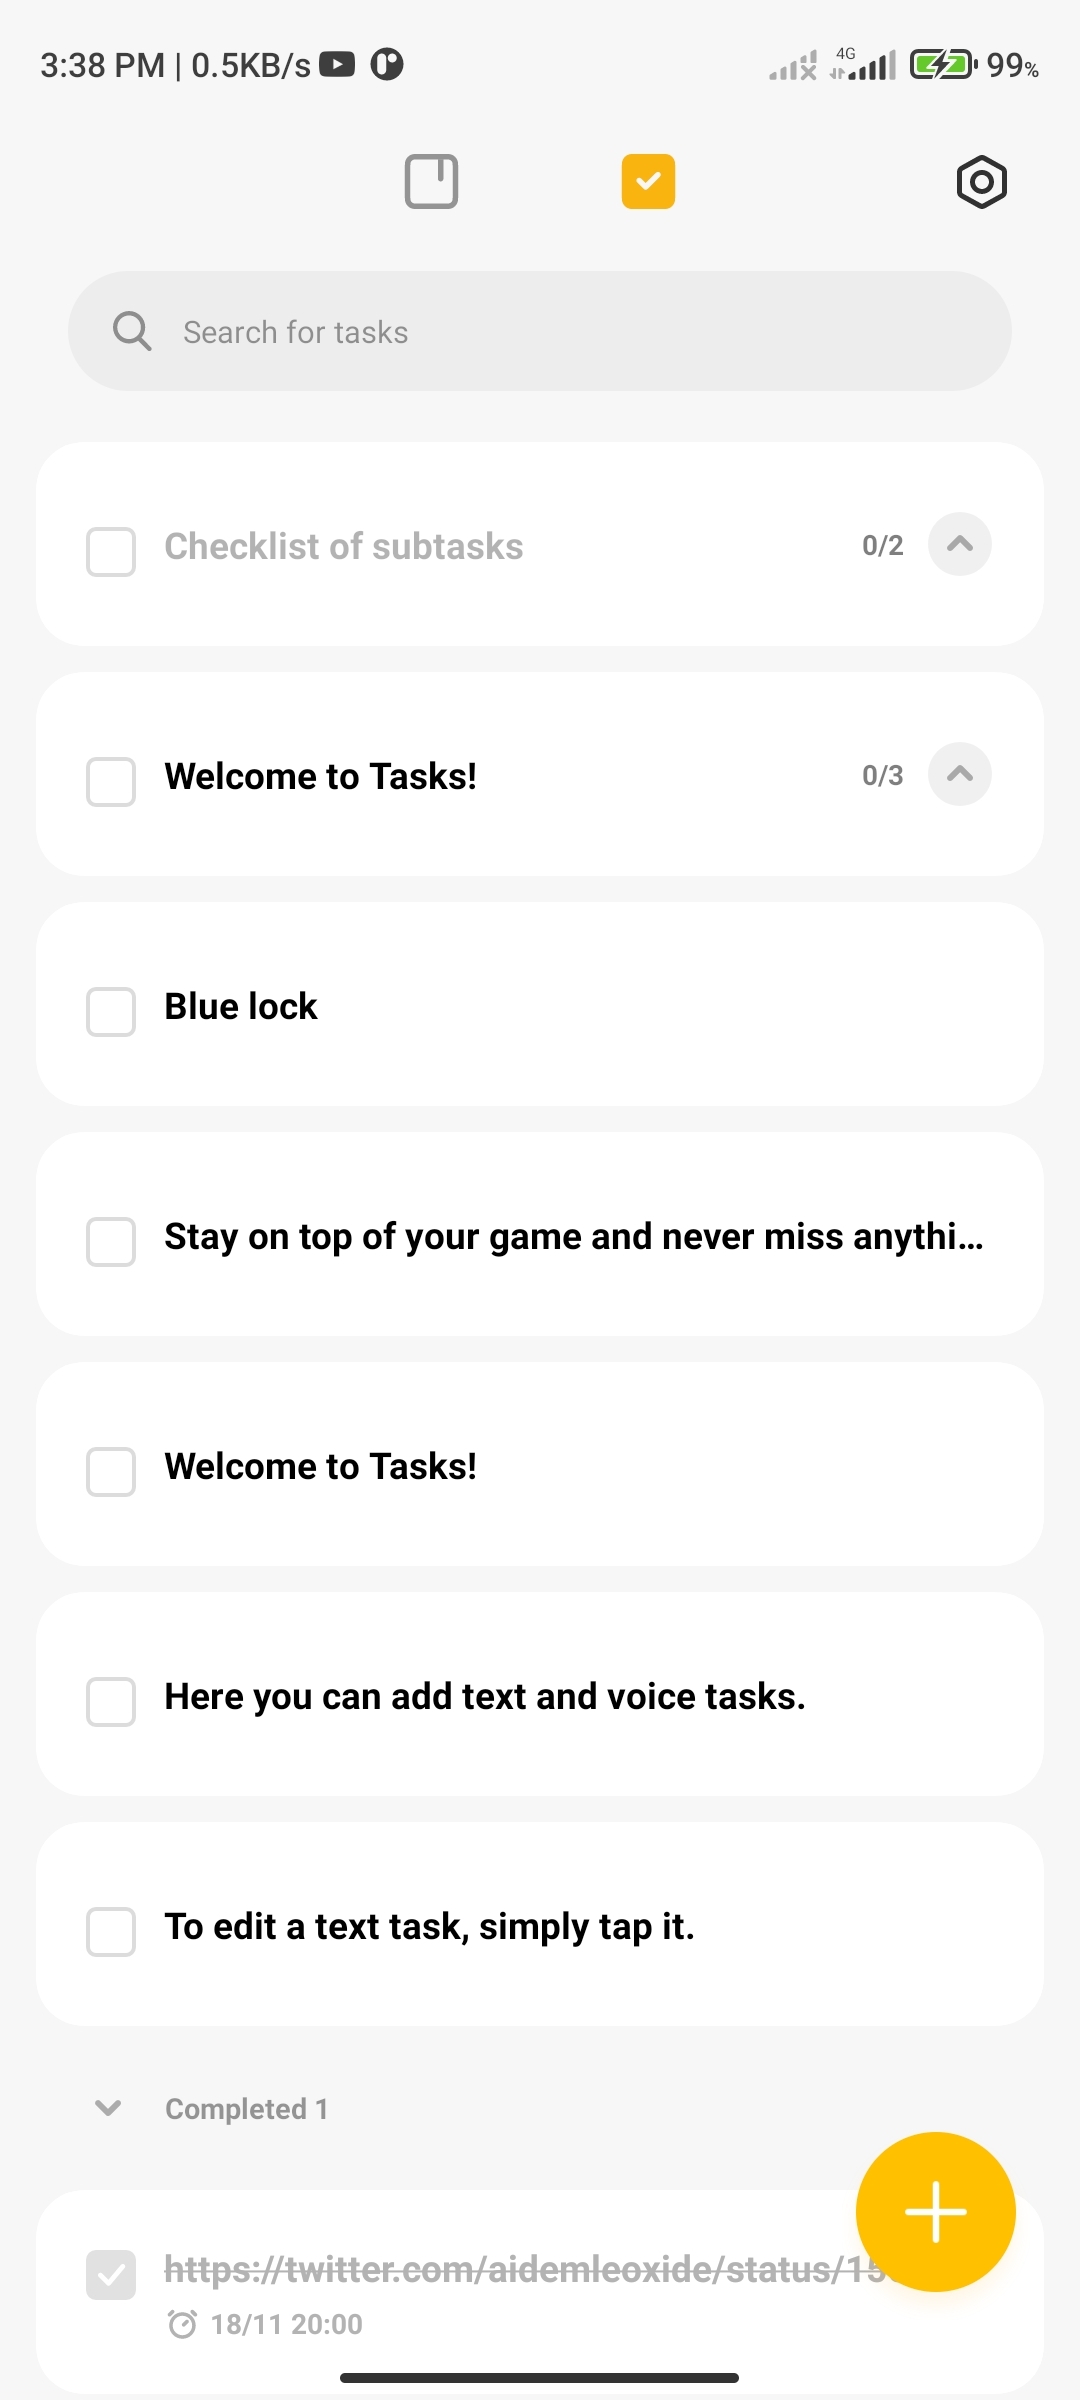 3:38 PM | 0.5KB/s 4G 99%
Search for tasks
Checklist of subtasks 0/2
Welcome to Tasks! 0/3
Blue lock
Stay on top of your game and never miss anythi...
Welcome to Tasks!
Here you can add text and voice tasks.
To edit a text task, simply tap it.
Completed 1
https://twitter.com/aidemleoxide/status/15
18/11 20:00